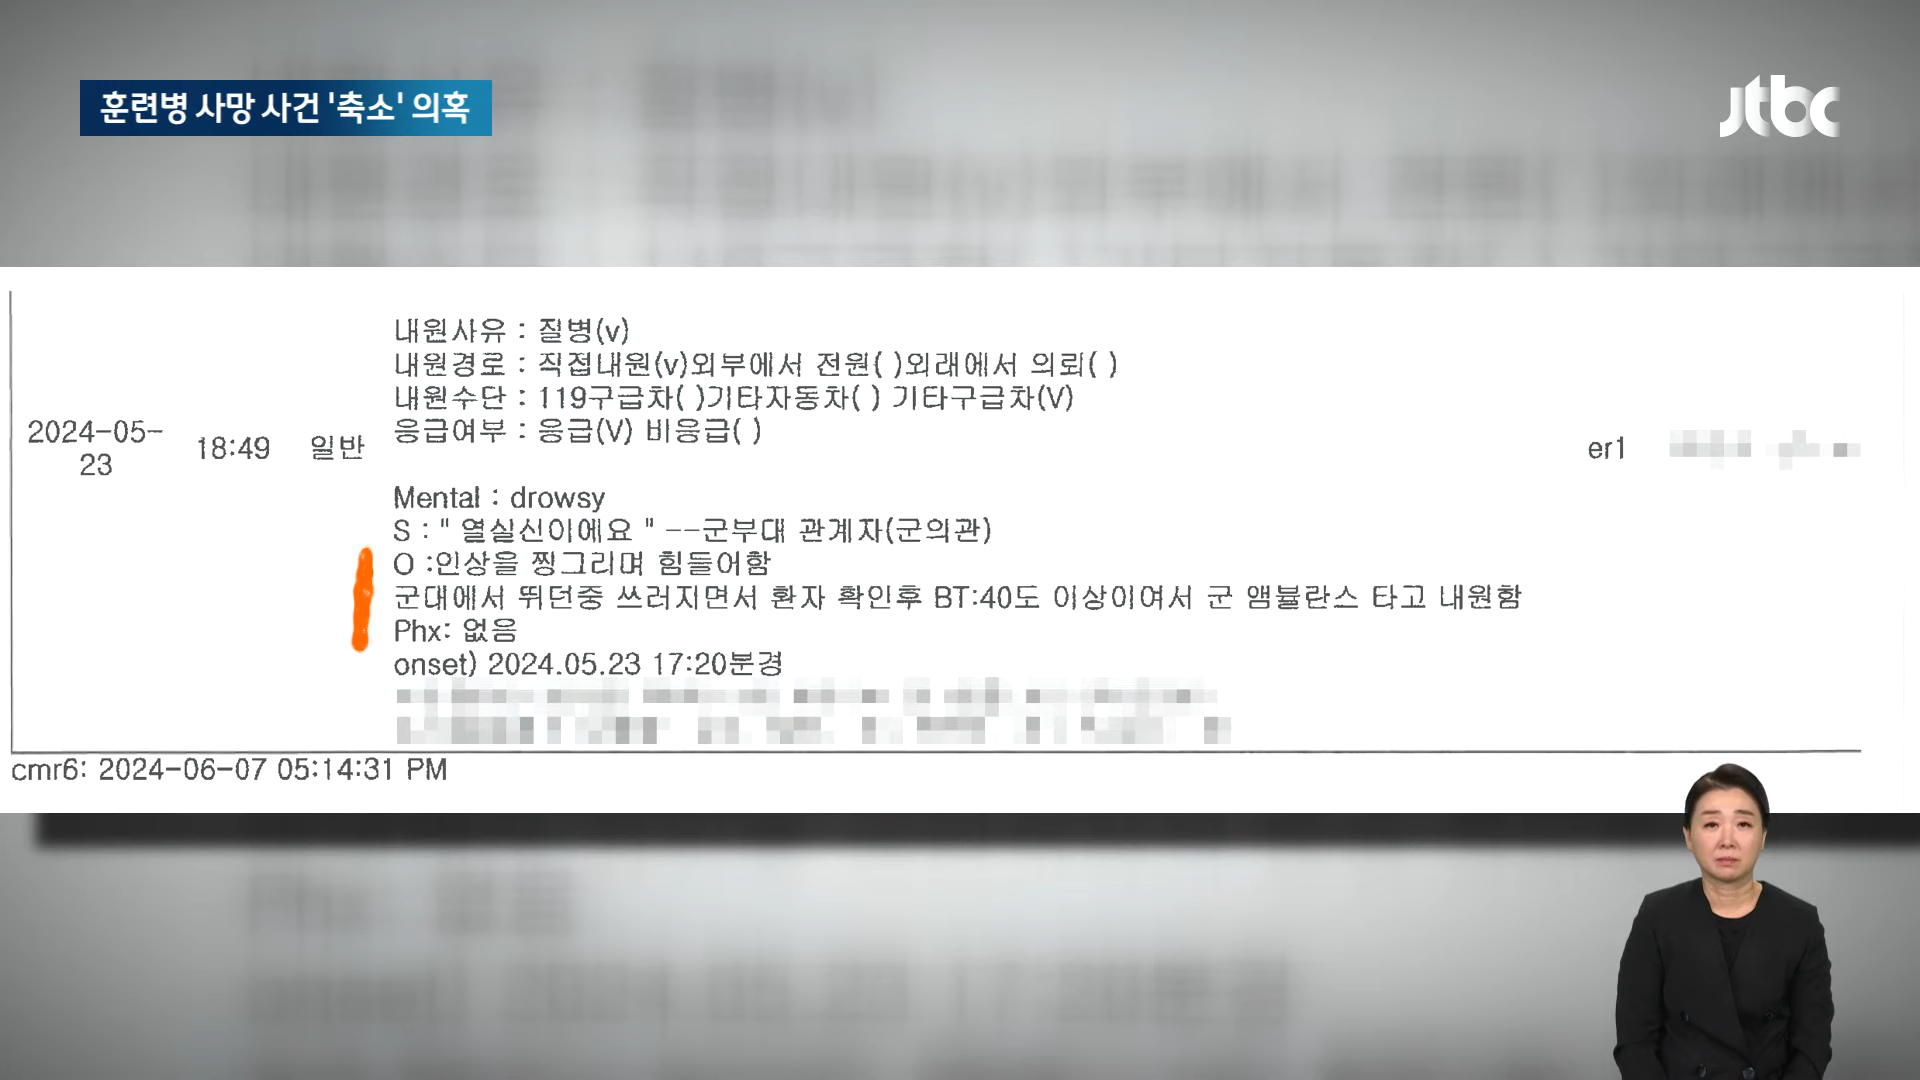 훈련병 사망 사건 '축소' 의혹
jtbc
내원사유 : 질병(v)
내원경로 : 직접내원(v)외부에서 전원( )외래에서 의뢰( )
내원수단 : 119구급차( )기타자동차( ) 기타구급차(V)
응급여부 : 응급(V) 비응급( )
2024-05-23 18:49 일반
er1
Mental : drowsy
S : " 열실신이에요 " --군부대 관계자(군의관)
O :인상을 찡그리며 힘들어함
군대에서 뛰던중 쓰러지면서 환자 확인후 BT:40도 이상이여서 군 앰뷸란스 타고 내원함
Phx: 없음
onset) 2024.05.23 17:20분경
cmr6: 2024-06-07 05:14:31 PM